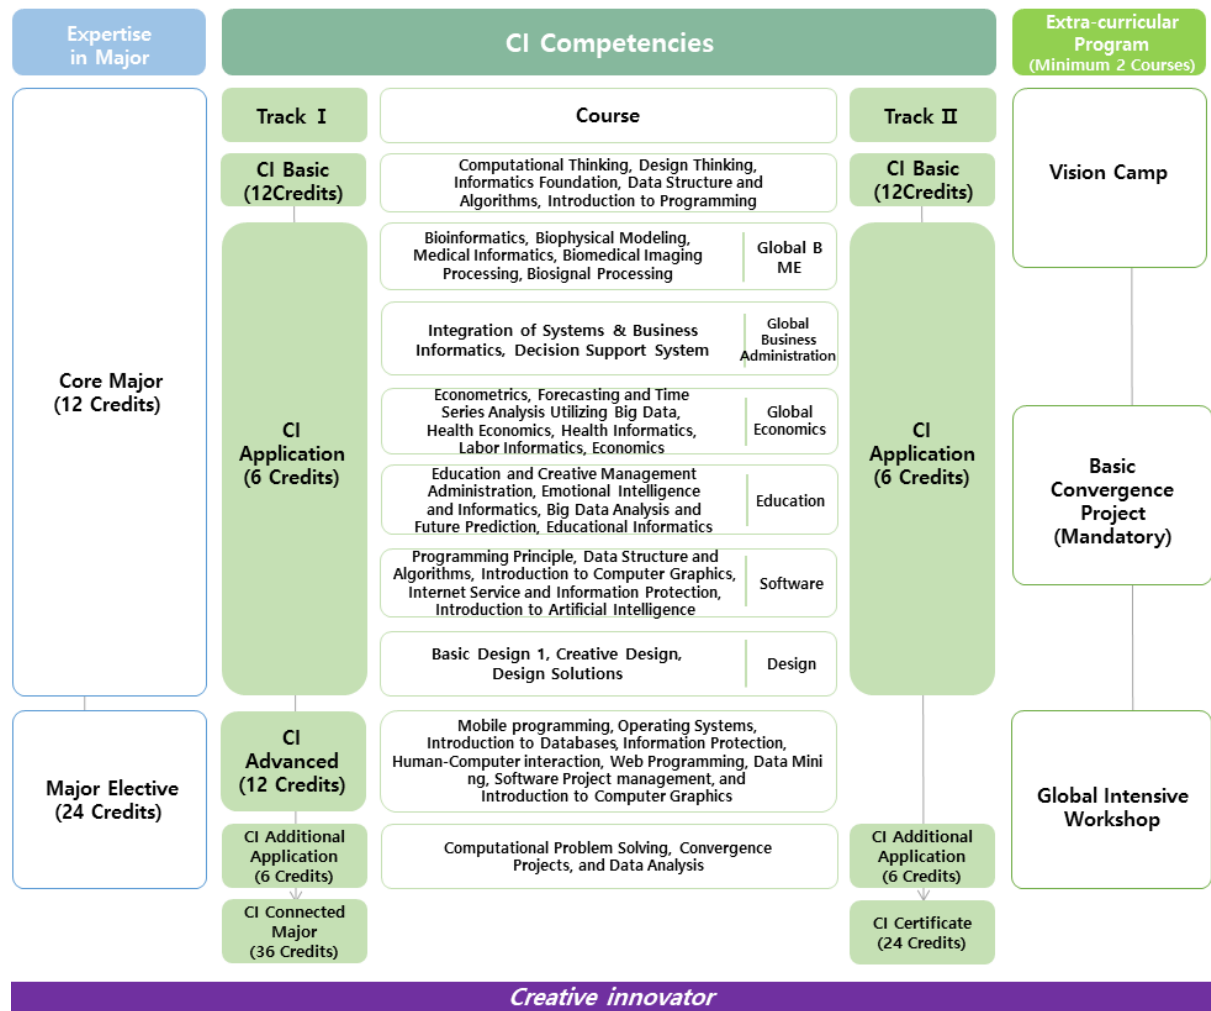 Expertise
in Major
CI Competencies
Extra-curricular
Program
(Minimum 2 Courses)
Core Major
(12 Credits)
Major Elective
(24 Credits)
Track Ⅰ
Course
Track Ⅱ
CI Basic
(12Credits)
Computational Thinking, Design Thinking,
Informatics Foundation, Data Structure and
Algorithms, Introduction to Programming
CI Basic
(12Credits)
CI
Application
(6 Credits)
Bioinformatics, Biophysical Modeling,
Medical Informatics, Biomedical Imaging
Processing, Biosignal Processing
Global B
ME
Integration of Systems & Business
Informatics, Decision Support System
Global
Business
Administration
Econometrics, Forecasting and Time
Series Analysis Utilizing Big Data,
Health Economics, Health Informatics,
Labor Informatics, Economics
Global
Economics
Education and Creative Management
Administration, Emotional Intelligence
and Informatics, Big Data Analysis and
Future Prediction, Educational Informatics
Education
Programming Principle, Data Structure and
Algorithms, Introduction to Computer Graphics,
Internet Service and Information Protection,
Introduction to Artificial Intelligence
Software
Basic Design 1, Creative Design,
Design Solutions
Design
CI
Application
(6 Credits)
CI
Advanced
(12 Credits)
Mobile programming, Operating Systems,
Introduction to Databases, Information Protection,
Human-Computer interaction, Web Programming, Data Mini
ng, Software Project management, and
Introduction to Computer Graphics
CI Additional
Application
(6 Credits)
Computational Problem Solving, Convergence
Projects, and Data Analysis
CI Additional
Application
(6 Credits)
CI Connected
Major
(36 Credits)
CI Certificate
(24 Credits)
Vision Camp
Basic
Convergence
Project
(Mandatory)
Global Intensive
Workshop
Creative innovator